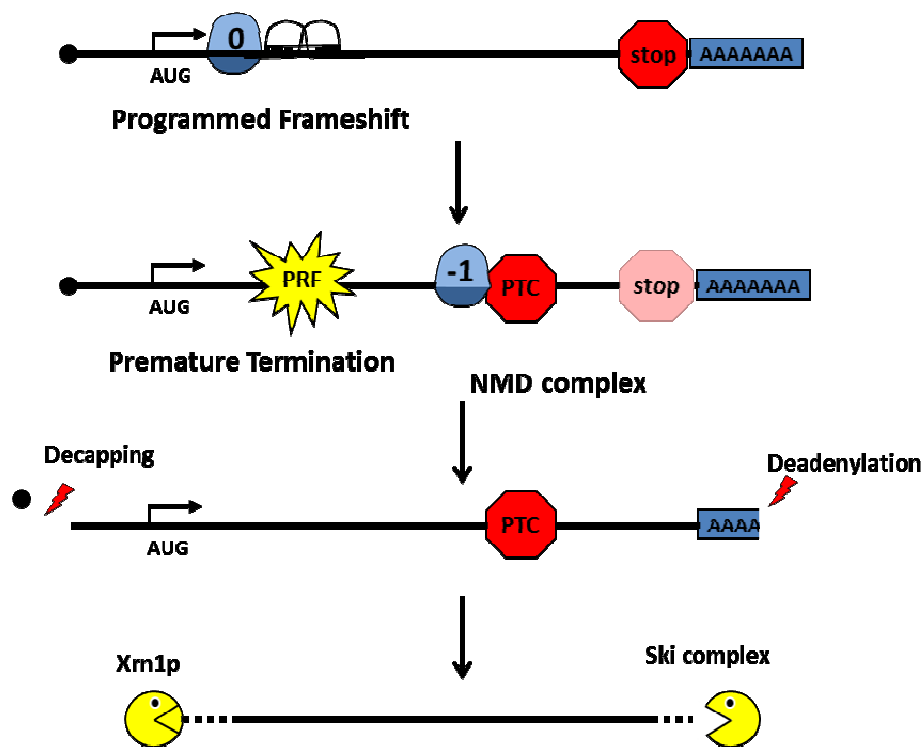 0
stop
AAAAAAA
AUG
Programmed Frameshift
PRF
-1
PTC
stop
AAAAAAA
AUG
Premature Termination
NMD complex
Decapping
Deadenylation
PTC
AAAA
AUG
Xrn1p
Ski complex